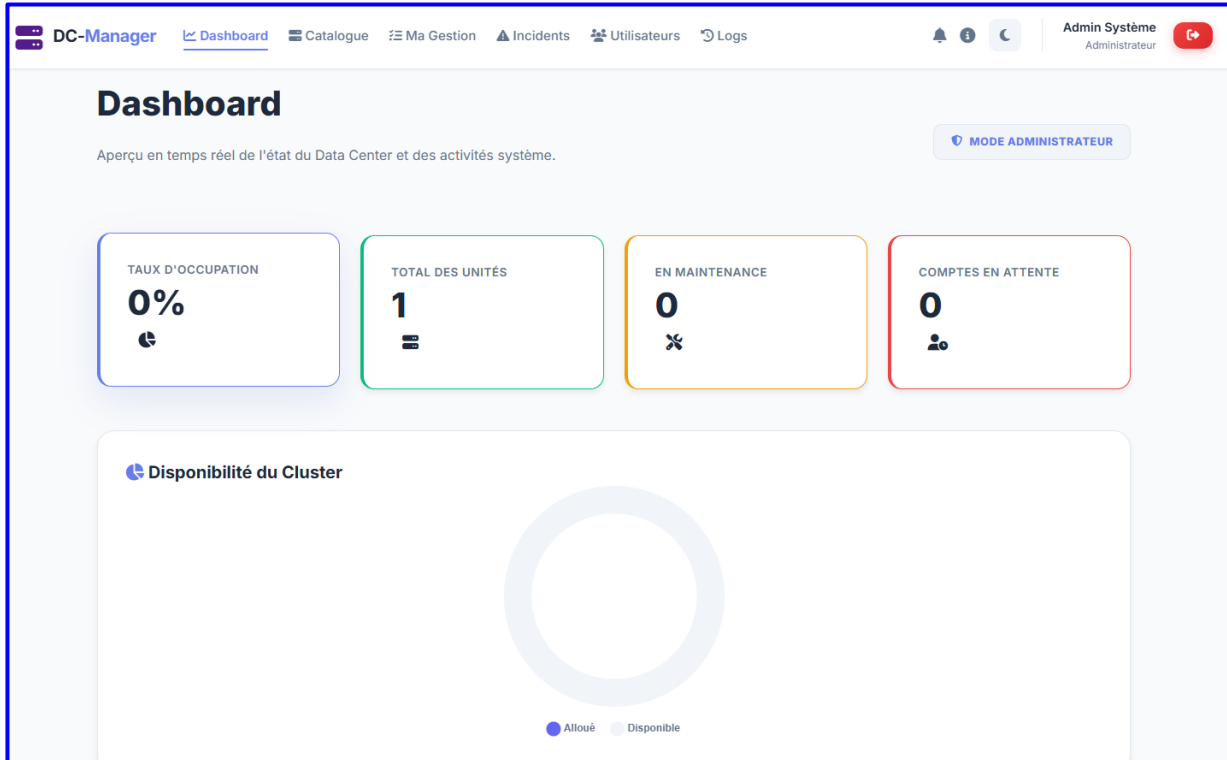 DC-Manager Dashboard Catalogue Ma Gestion Incidents Utilisateurs Logs Admin Système
Administrateur
Dashboard
Aperçu en temps réel de l'état du Data Center et des activités système.
MODE ADMINISTRATEUR
TAUX D'OCCUPATION
0%
TOTAL DES UNITÉS
1
EN MAINTENANCE
0
COMPTES EN ATTENTE
0
Disponibilité du Cluster
Alloué Disponible